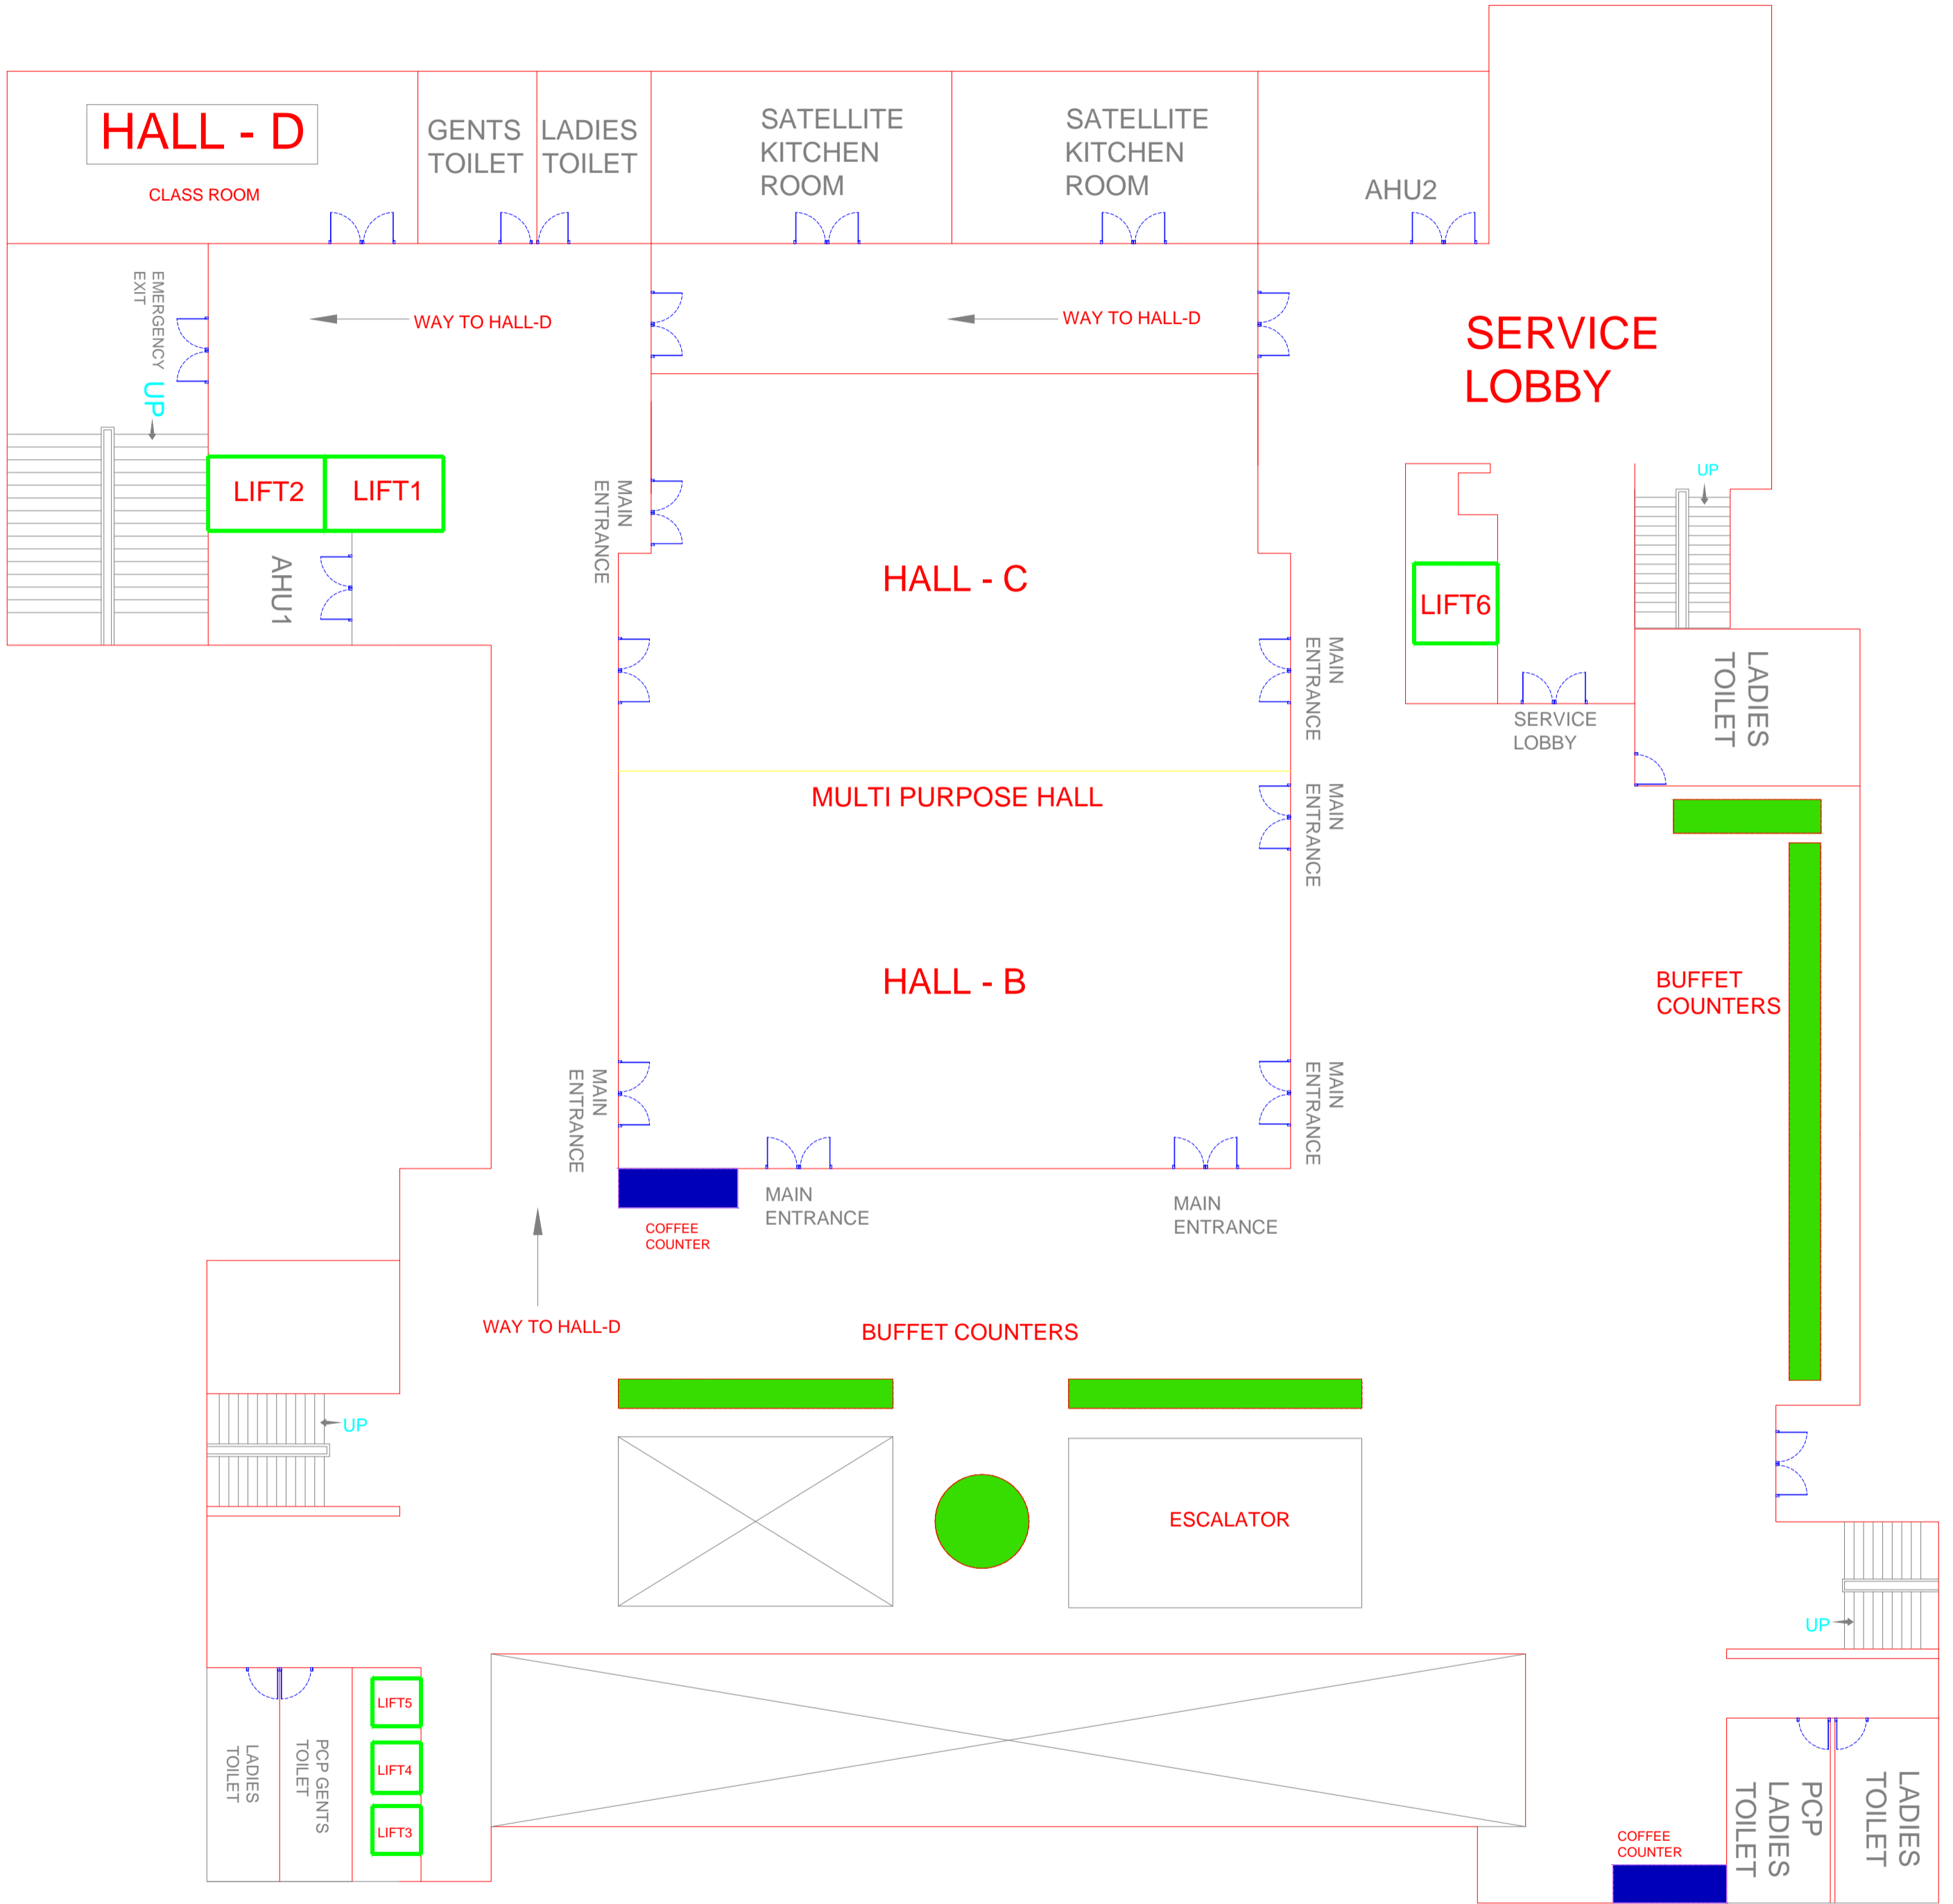 HALL - D
CLASS ROOM
GENTS
TOILET
LADIES
TOILET
SATELLITE
KITCHEN
ROOM
SATELLITE
KITCHEN
ROOM
AHU2
EMERGENCY
EXIT
UP
WAY TO HALL-D
WAY TO HALL-D
SERVICE
LOBBY
LIFT2
LIFT1
AHU1
MAIN
ENTRANCE
HALL - C
UP
LIFT6
MAIN
ENTRANCE
SERVICE
LOBBY
LADIES
TOILET
MULTI PURPOSE HALL
MAIN
ENTRANCE
HALL - B
BUFFET
COUNTERS
MAIN
ENTRANCE
MAIN
ENTRANCE
COFFEE
COUNTER
MAIN
ENTRANCE
MAIN
ENTRANCE
WAY TO HALL-D
BUFFET COUNTERS
UP
ESCALATOR
UP
LIFT5
LIFT4
LIFT3
LADIES
TOILET
PCP GENTS
TOILET
COFFEE
COUNTER
PCP
LADIES
TOILET
LADIES
TOILET